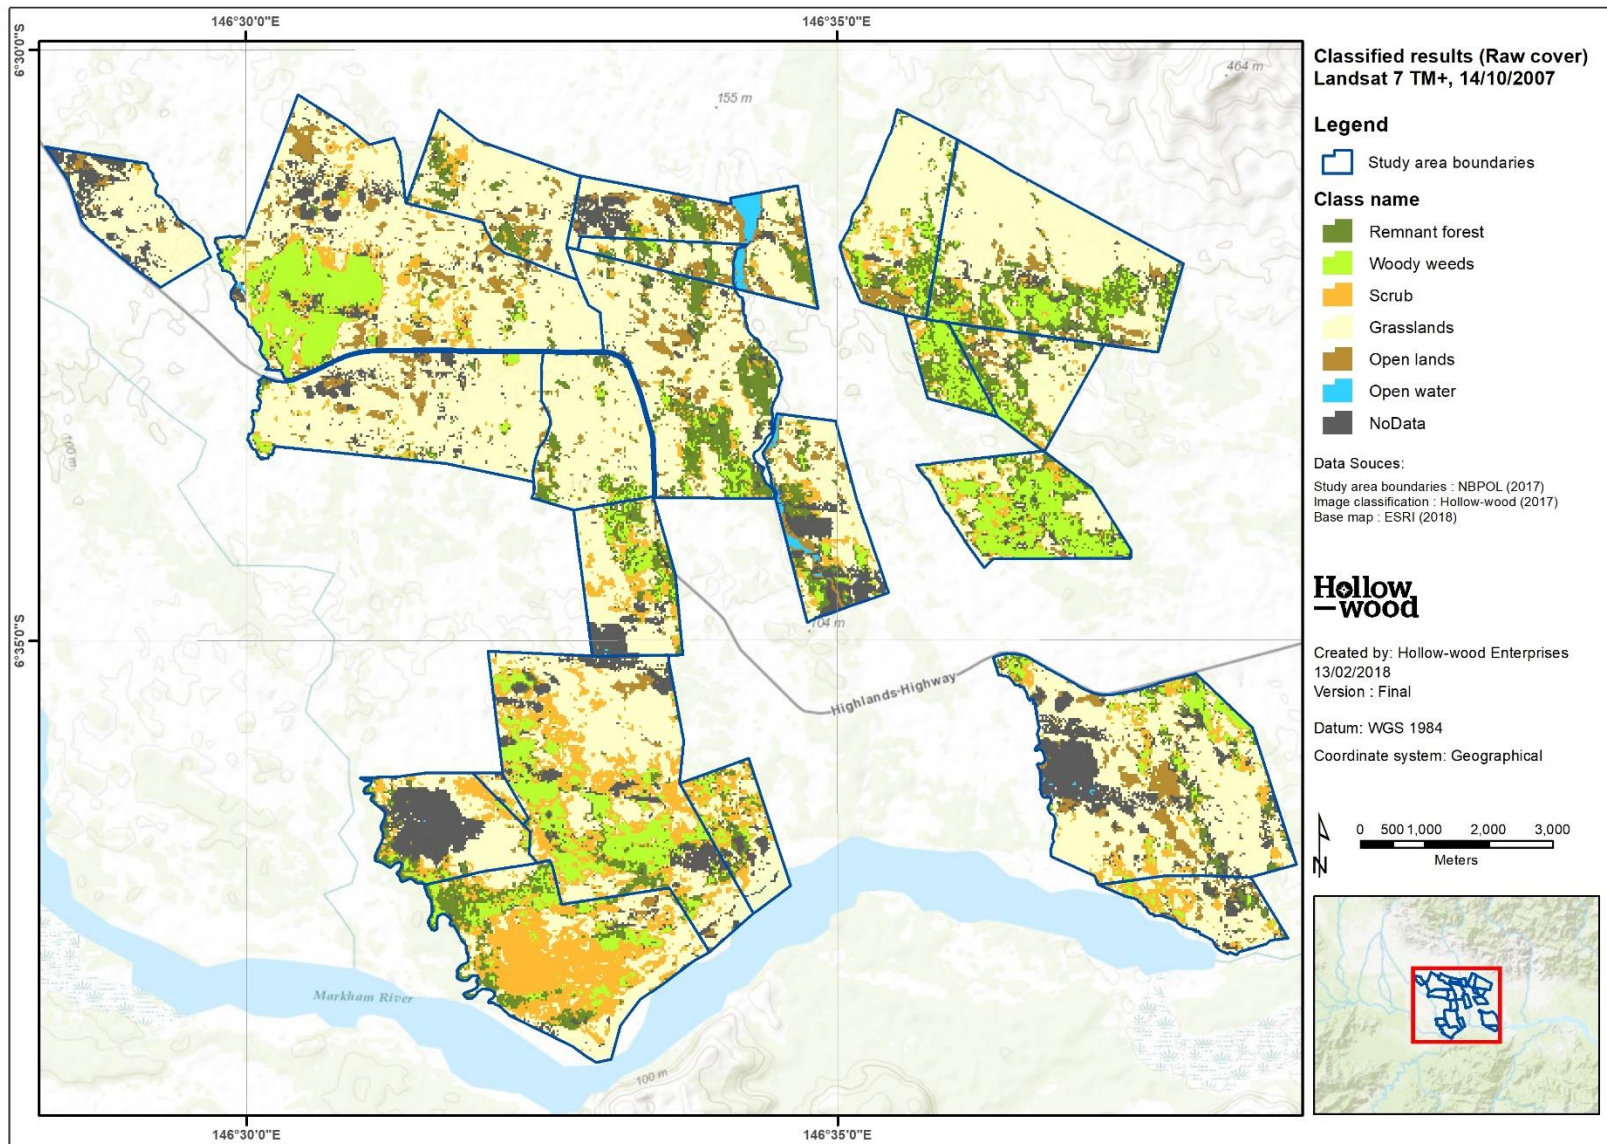 146°30'0"E
146°35'0"E
6°30'0"S
464 m
155 m
100 m
104 m
6°35'0"S
Highlands-Highway
Markham River
100 m
146°30'0"E
146°35'0"E
Classified results (Raw cover)
Landsat 7 TM+, 14/10/2007
Legend
Study area boundaries
Class name
Remnant forest
Woody weeds
Scrub
Grasslands
Open lands
Open water
NoData
Data Souces:
Study area boundaries : NBPOL (2017)
Image classification : Hollow-wood (2017)
Base map : ESRI (2018)
Hollow
—wood
Created by: Hollow-wood Enterprises
13/02/2018
Version : Final
Datum: WGS 1984
Coordinate system: Geographical
N
0 500 1,000 2,000 3,000
Meters